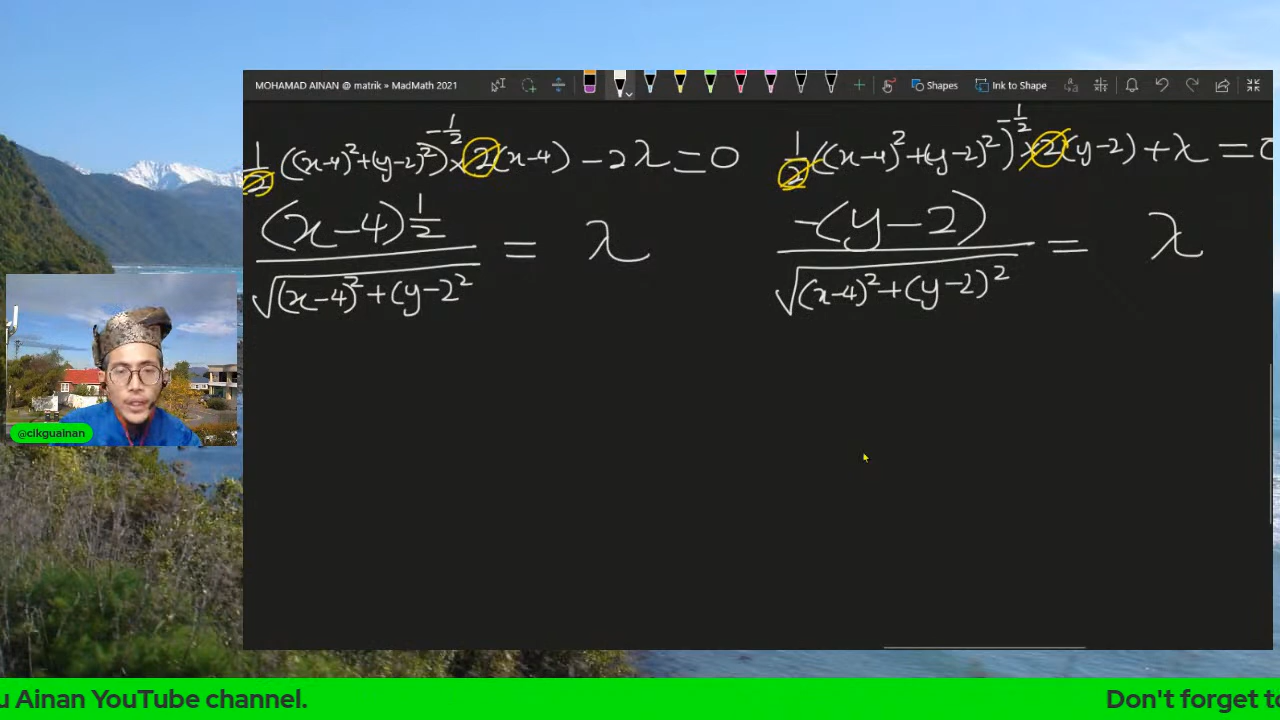 MOHAMAD AINAN @ matrik » MadMath 2021
Shapes
Ink to Shape
1/2 ((x-4)²+(y-2)²)^-1/2 × 2(x-4) - 2λ = 0
1/2 ((x-4)²+(y-2)²)^-1/2 × 2(y-2) + λ = 0
(x-4) 1/2 / √(x-4)²+(y-2² = λ
-(y-2) / √(x-4)²+(y-2)² = λ
@cikguainan
u Ainan YouTube channel.
Don't forget to